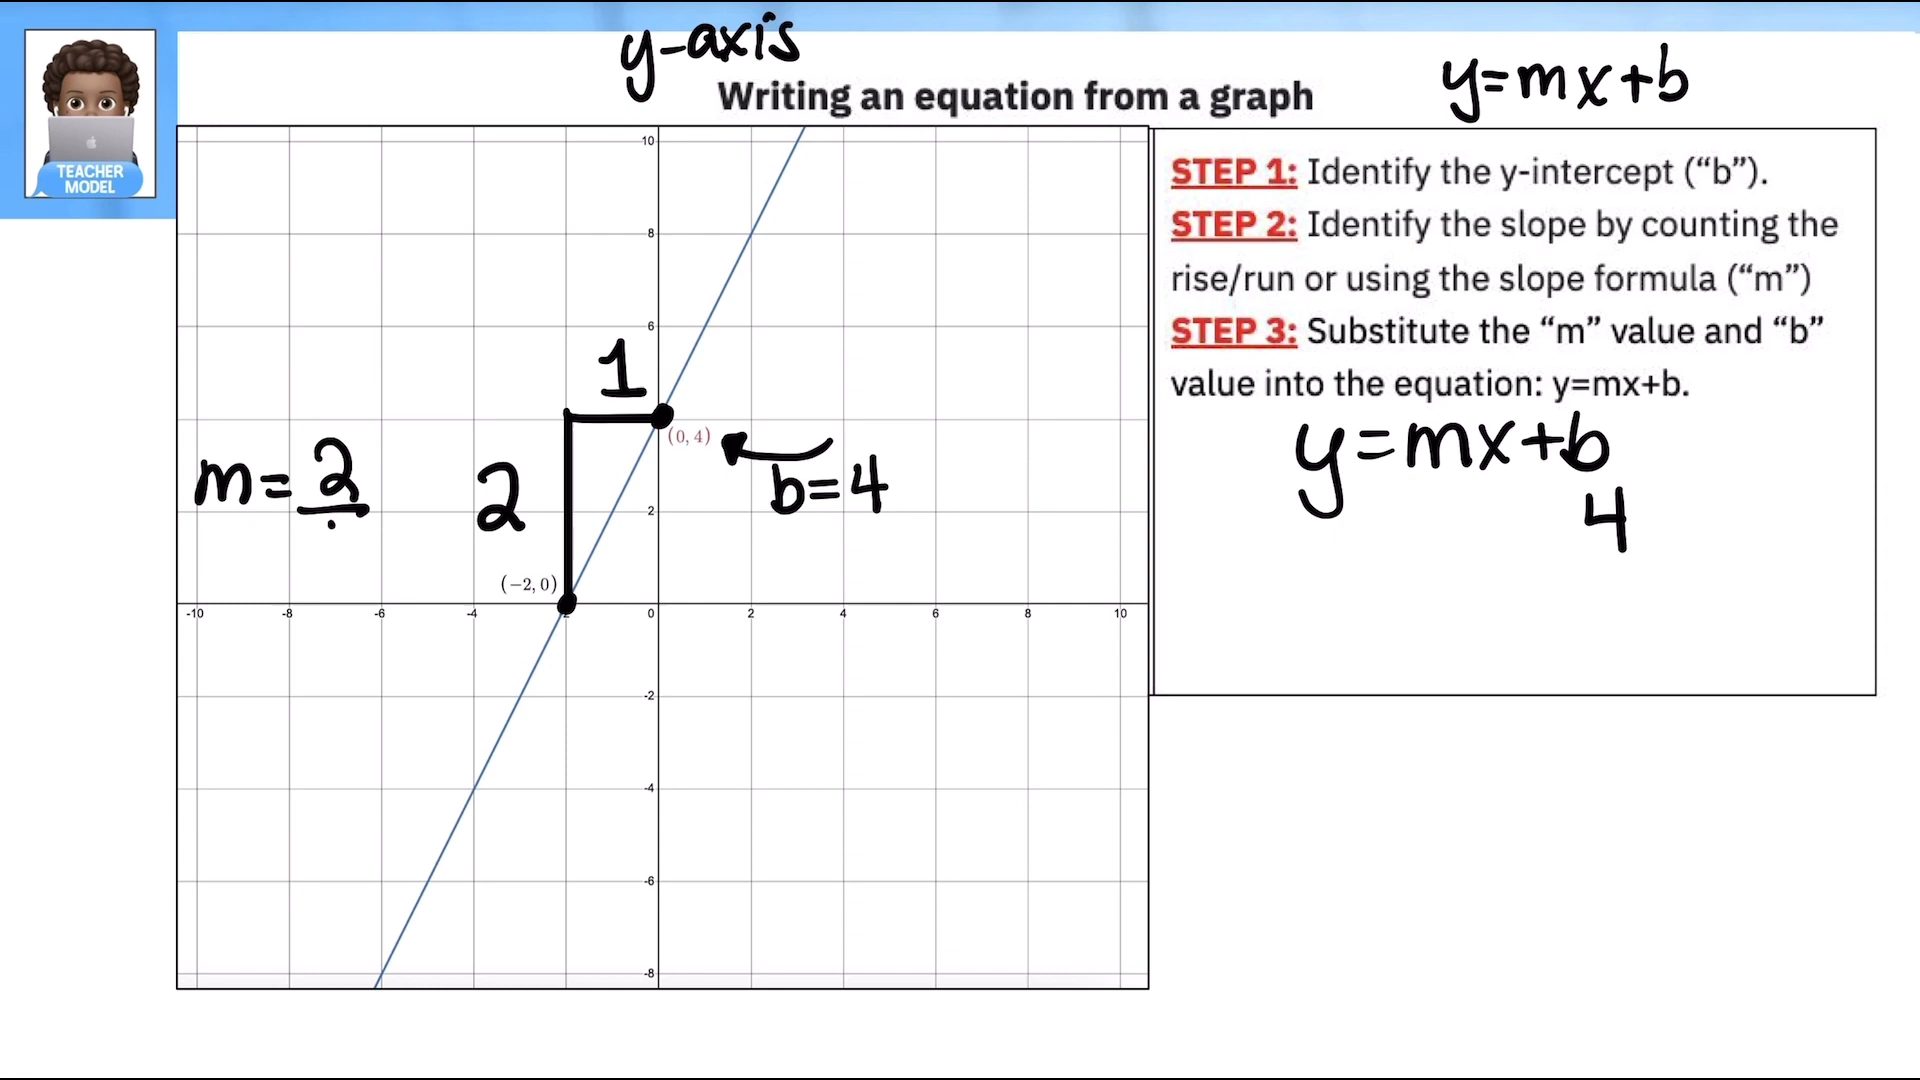 y-axis
Writing an equation from a graph
y=mx+b
TEACHER
MODEL
STEP 1: Identify the y-intercept (“b”).
STEP 2: Identify the slope by counting the
rise/run or using the slope formula (“m”)
STEP 3: Substitute the “m” value and “b”
value into the equation: y=mx+b.
y=mx+b
4
10
8
6
1
(0, 4)
m=2
2
b=4
2
(−2, 0)
-10 -8 -6 -4 0 2 4 6 8 10
-2
-4
-6
-8